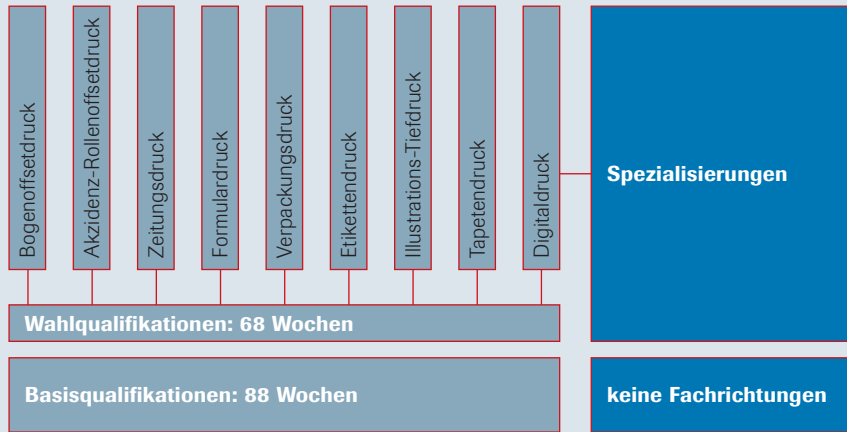 Bogenoffsetdruck
Akzidenz-Rollenoffsetdruck
Zeitungsdruck
Formulardruck
Verpackungsdruck
Etikettendruck
Illustrations-Tiefdruck
Tapetendruck
Digitaldruck
Spezialisierungen
Wahlqualifikationen: 68 Wochen
Basisqualifikationen: 88 Wochen
keine Fachrichtungen